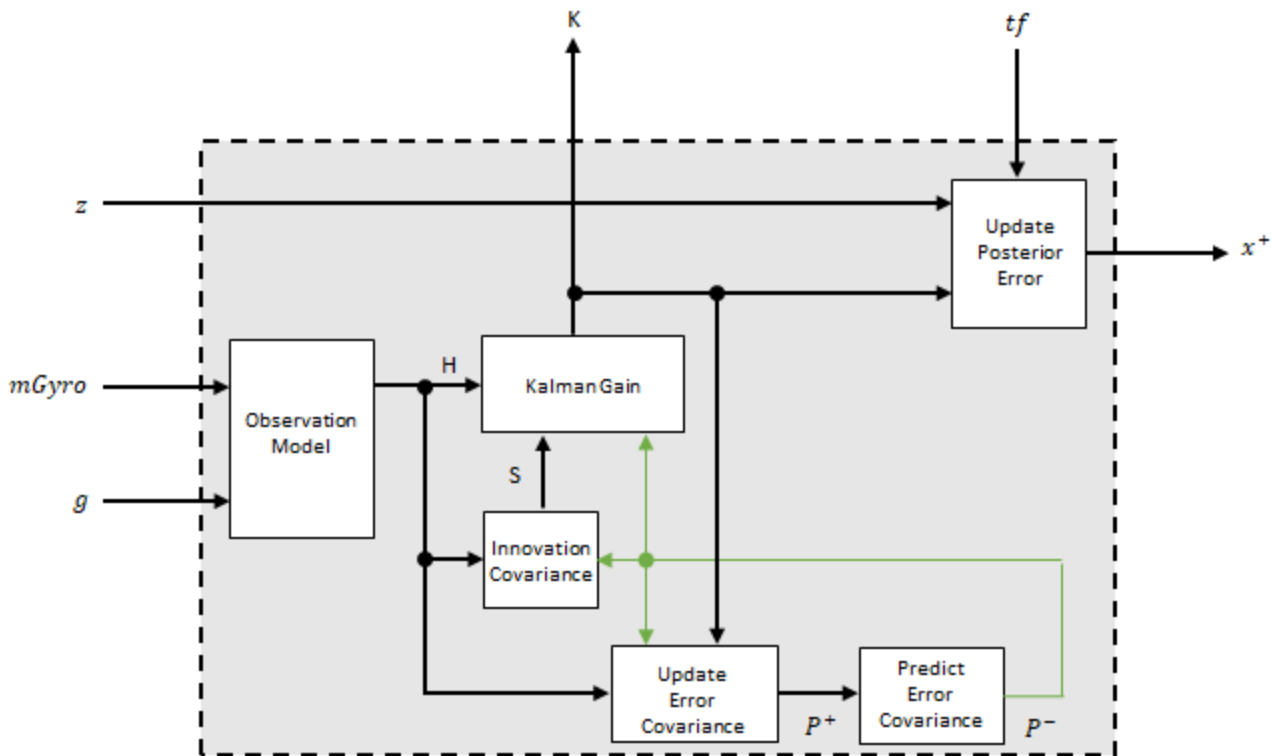 K
tf
z
Update
Posterior
Error
x⁺
H
mGyro
Kalman Gain
Observation
Model
S
g
Innovation
Covariance
Update
Error
Covariance
P⁺
Predict
Error
Covariance
P⁻